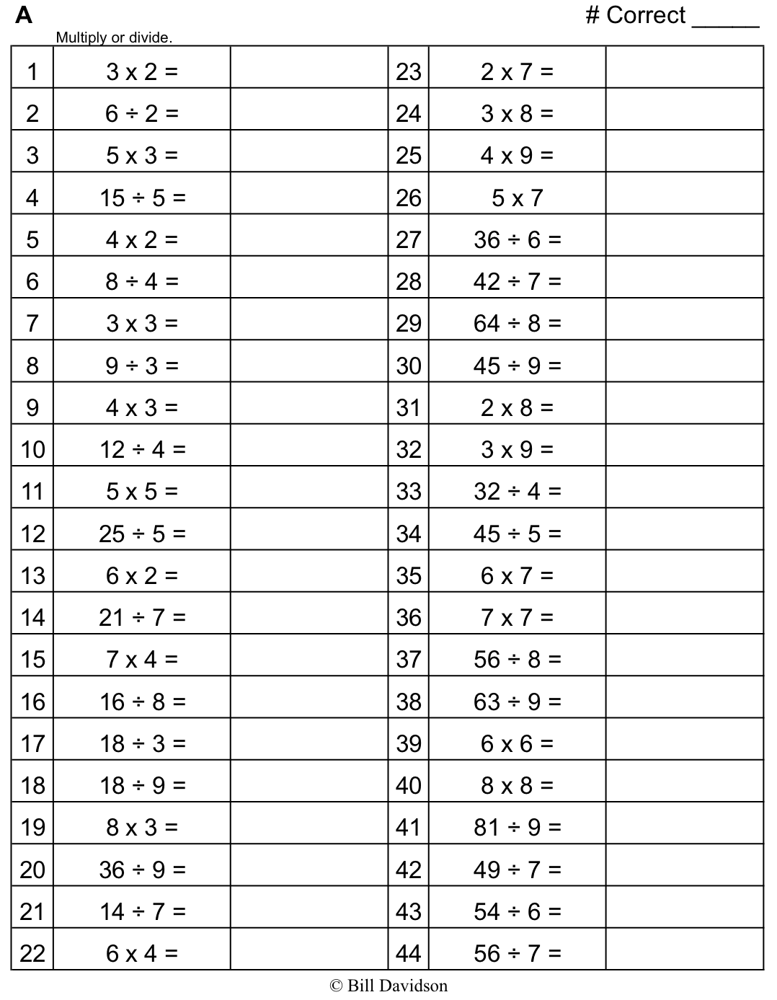 A # Correct _____
Multiply or divide.
1 3 x 2 = 23 2 x 7 =
2 6 ÷ 2 = 24 3 x 8 =
3 5 x 3 = 25 4 x 9 =
4 15 ÷ 5 = 26 5 x 7
5 4 x 2 = 27 36 ÷ 6 =
6 8 ÷ 4 = 28 42 ÷ 7 =
7 3 x 3 = 29 64 ÷ 8 =
8 9 ÷ 3 = 30 45 ÷ 9 =
9 4 x 3 = 31 2 x 8 =
10 12 ÷ 4 = 32 3 x 9 =
11 5 x 5 = 33 32 ÷ 4 =
12 25 ÷ 5 = 34 45 ÷ 5 =
13 6 x 2 = 35 6 x 7 =
14 21 ÷ 7 = 36 7 x 7 =
15 7 x 4 = 37 56 ÷ 8 =
16 16 ÷ 8 = 38 63 ÷ 9 =
17 18 ÷ 3 = 39 6 x 6 =
18 18 ÷ 9 = 40 8 x 8 =
19 8 x 3 = 41 81 ÷ 9 =
20 36 ÷ 9 = 42 49 ÷ 7 =
21 14 ÷ 7 = 43 54 ÷ 6 =
22 6 x 4 = 44 56 ÷ 7 =
© Bill Davidson